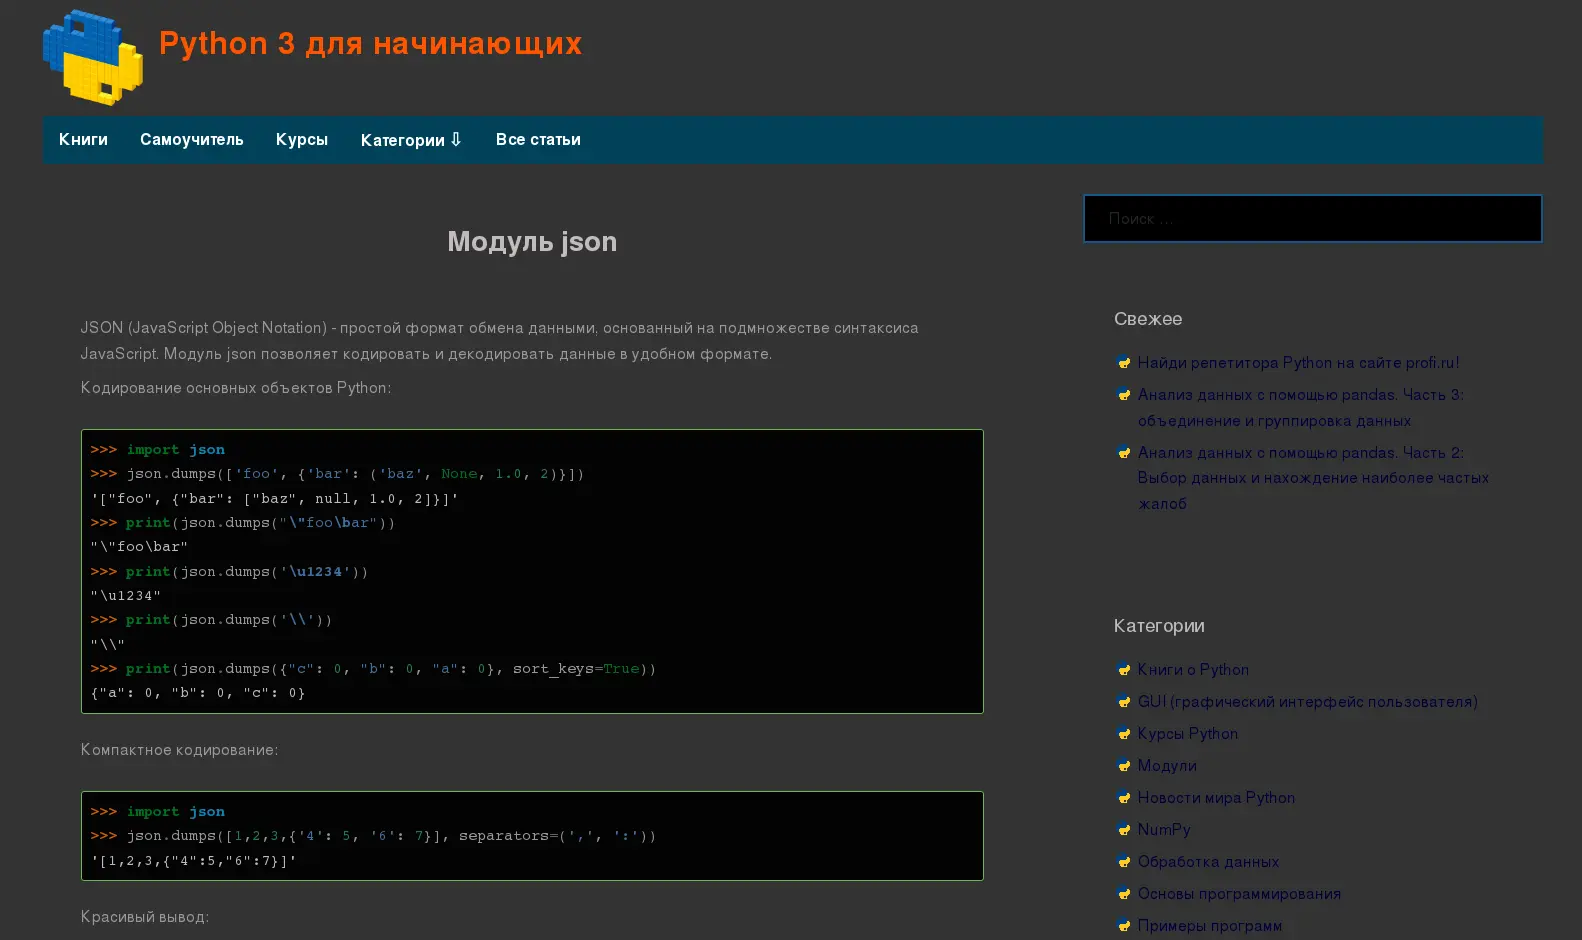 Python 3 для начинающих
Книги
Самоучитель
Курсы
Категории ⇩
Все статьи
Поиск …
Модуль json
JSON (JavaScript Object Notation) - простой формат обмена данными, основанный на подмножестве синтаксиса
JavaScript. Модуль json позволяет кодировать и декодировать данные в удобном формате.
Кодирование основных объектов Python:
>>> import json
>>> json.dumps(['foo', {'bar': ('baz', None, 1.0, 2)}])
'["foo", {"bar": ["baz", null, 1.0, 2]}]'
>>> print(json.dumps("\"foo\bar"))
"\"foo\bar"
>>> print(json.dumps('\u1234'))
"\u1234"
>>> print(json.dumps('\\'))
"\\"
>>> print(json.dumps({"c": 0, "b": 0, "a": 0}, sort_keys=True))
{"a": 0, "b": 0, "c": 0}
Компактное кодирование:
>>> import json
>>> json.dumps([1,2,3,{'4': 5, '6': 7}], separators=(',', ':'))
'[1,2,3,{"4":5,"6":7}]'
Красивый вывод:
Свежее
Найди репетитора Python на сайте profi.ru!
Анализ данных с помощью pandas. Часть 3:
объединение и группировка данных
Анализ данных с помощью pandas. Часть 2:
Выбор данных и нахождение наиболее частых
жалоб
Категории
Книги о Python
GUI (графический интерфейс пользователя)
Курсы Python
Модули
Новости мира Python
NumPy
Обработка данных
Основы программирования
Примеры программ